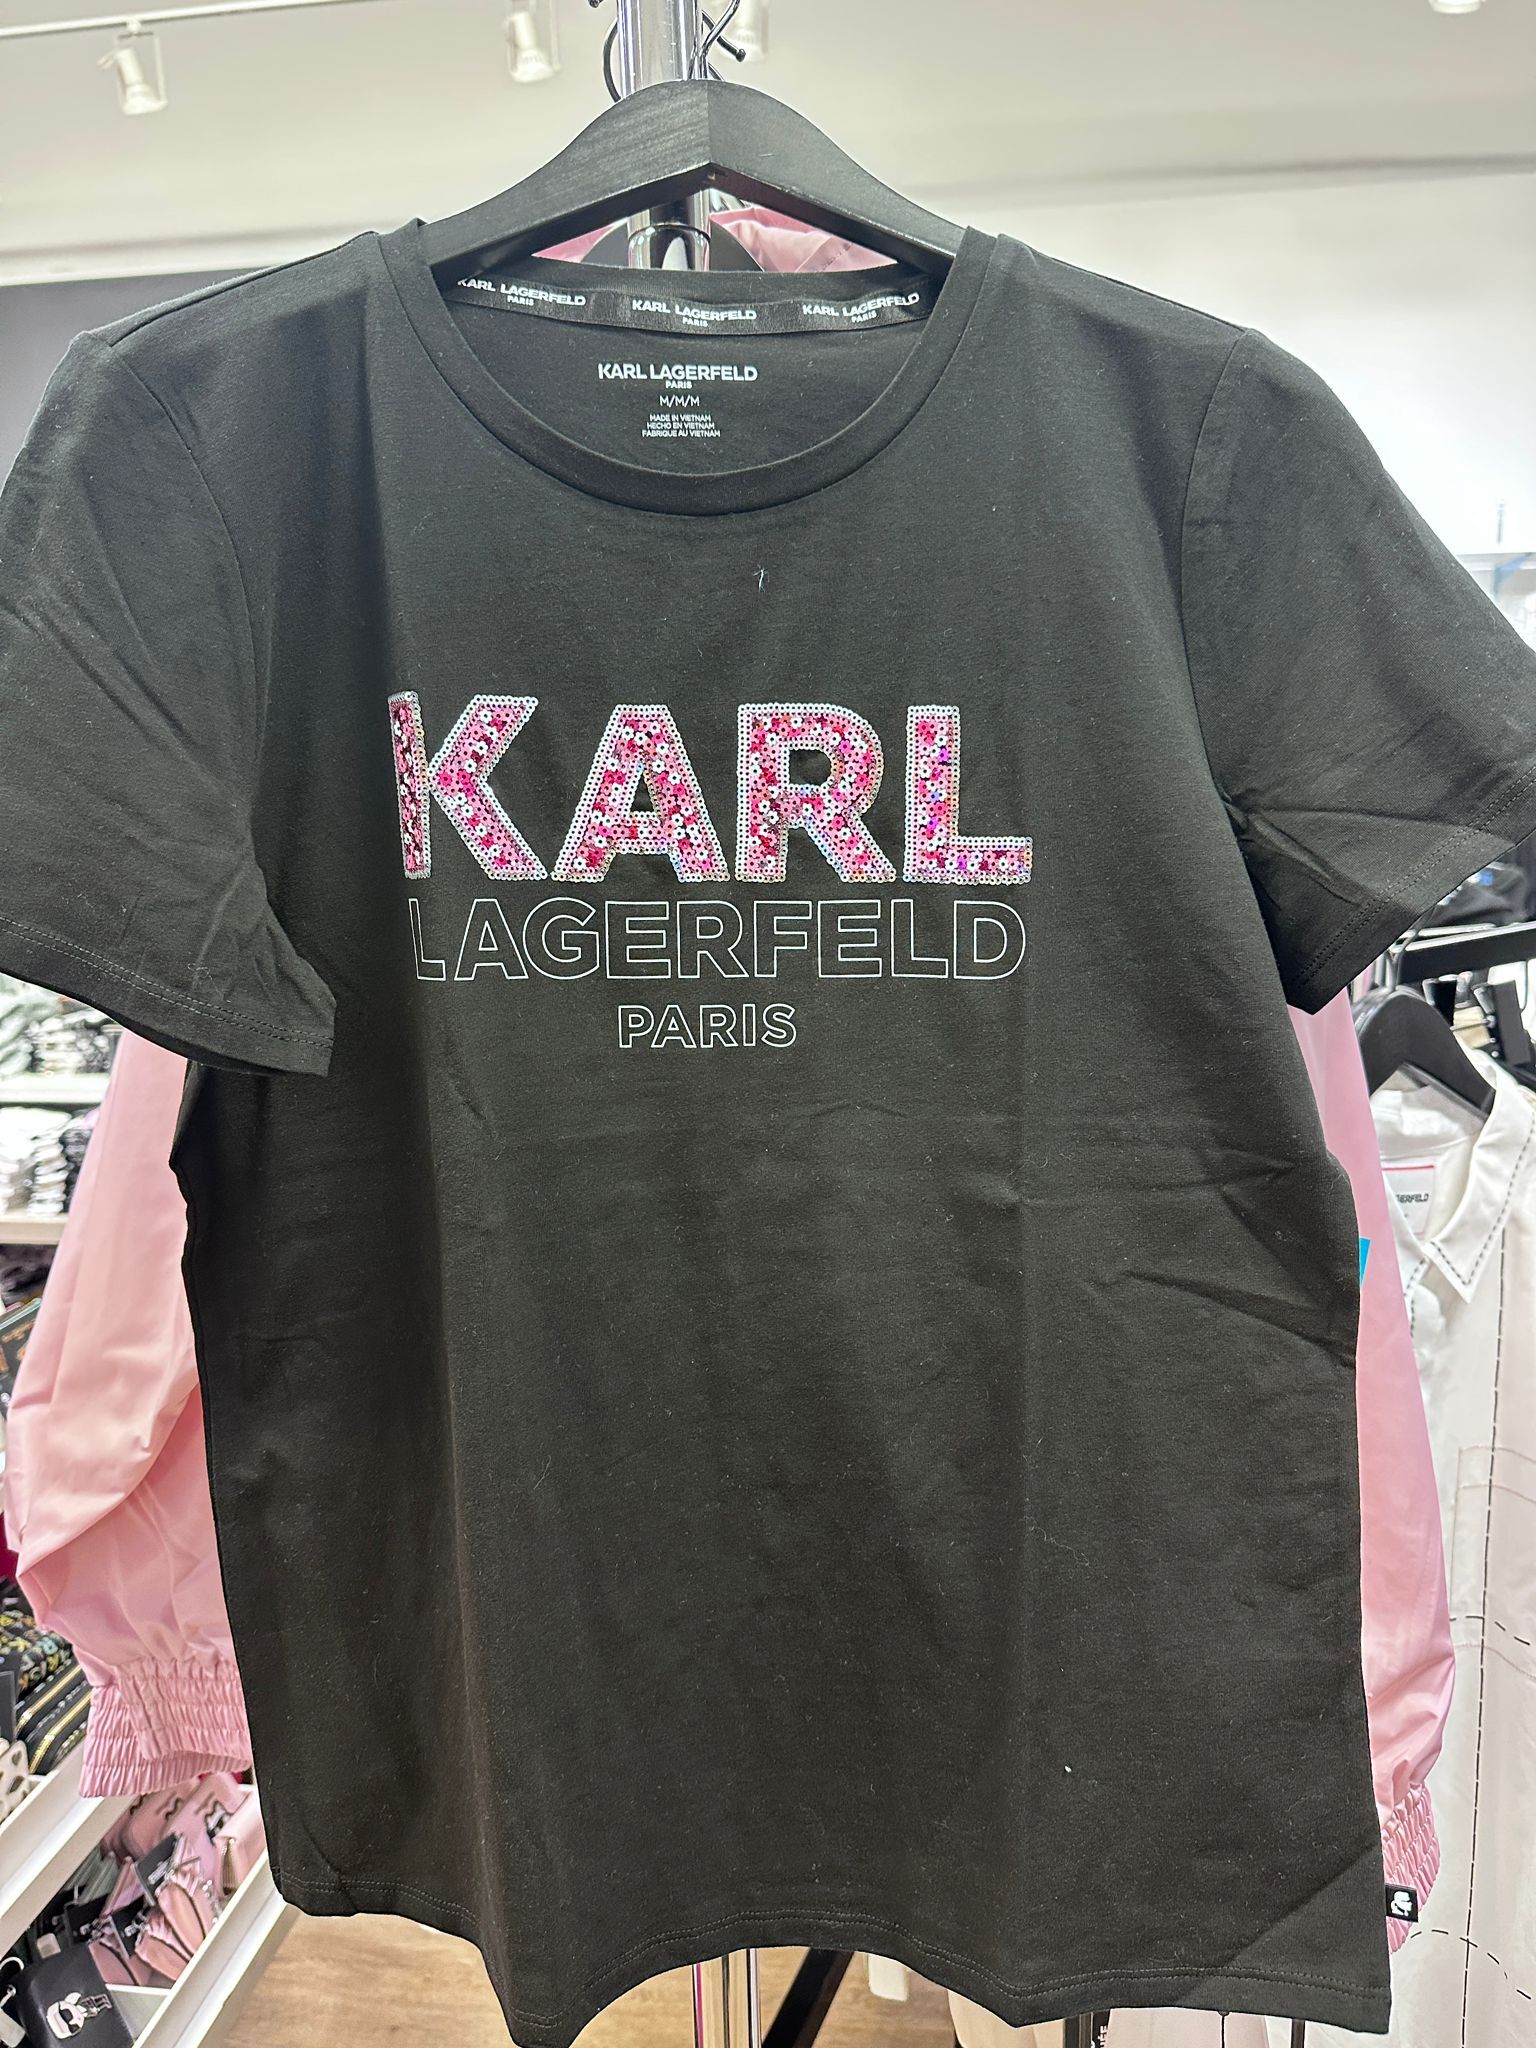 KARL LAGERFELD
PARIS
KARL LAGERFELD
PARIS
KARL LAGERFELD
PARIS
KARL LAGERFELD
PARIS
M/M/M
MADE IN VIETNAM
HECHO EN VIETNAM
FABRIQUE AU VIETNAM
KARL
LAGERFELD
PARIS